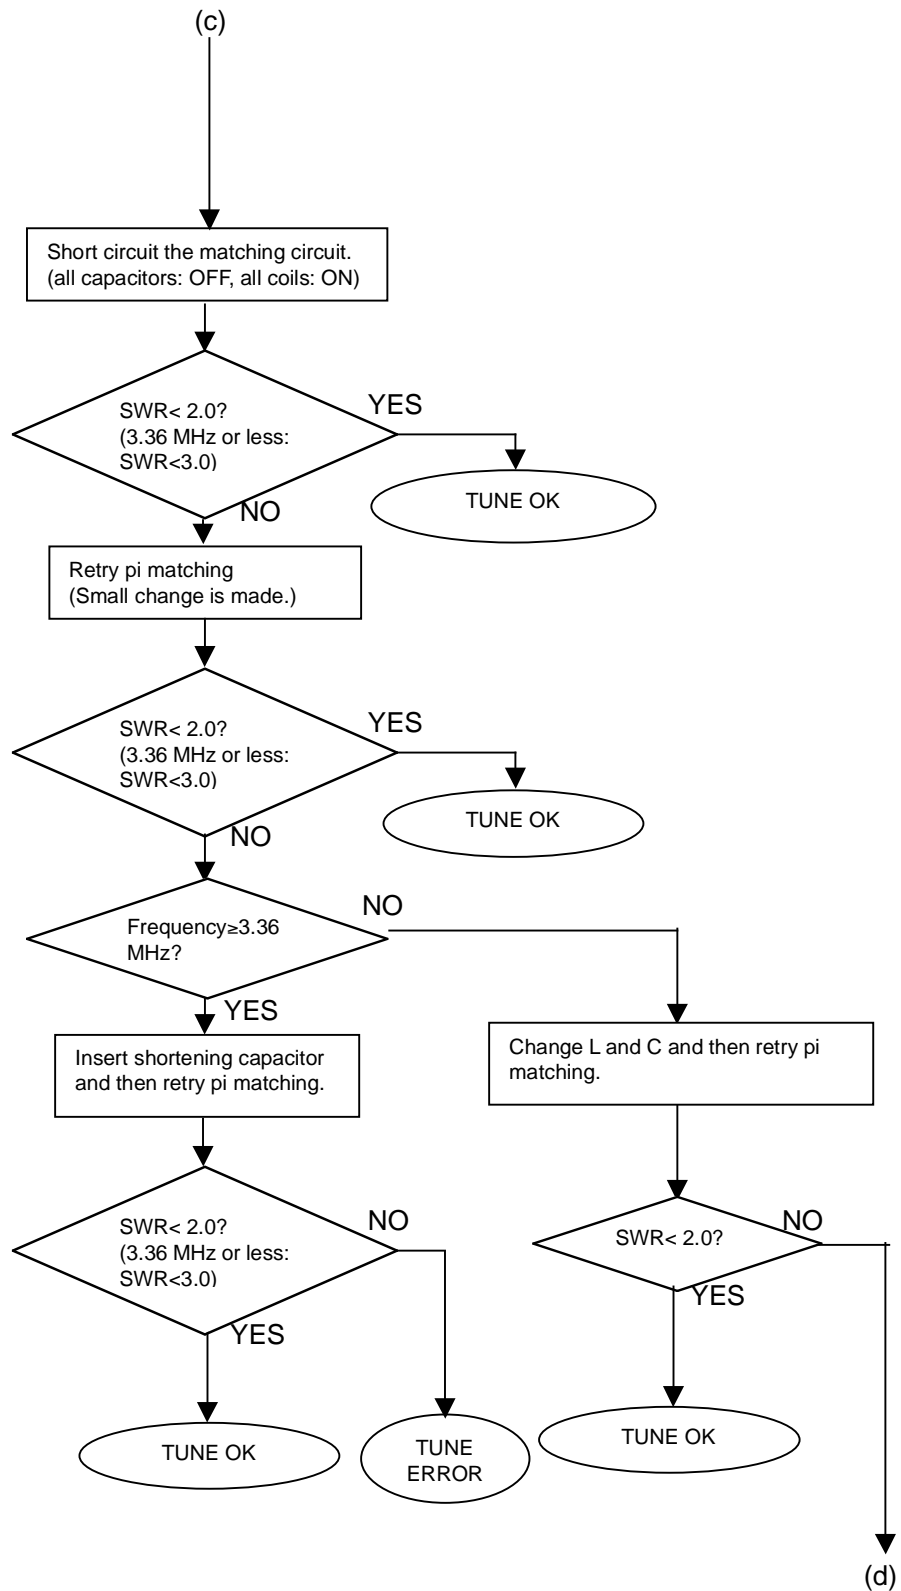 (c)
Short circuit the matching circuit.
(all capacitors: OFF, all coils: ON)
SWR< 2.0?
(3.36 MHz or less:
SWR<3.0)
YES
TUNE OK
NO
Retry pi matching
(Small change is made.)
SWR< 2.0?
(3.36 MHz or less:
SWR<3.0)
YES
TUNE OK
NO
Frequency≥3.36
MHz?
NO
YES
Insert shortening capacitor
and then retry pi matching.
Change L and C and then retry pi
matching.
SWR< 2.0?
(3.36 MHz or less:
SWR<3.0)
NO
YES
SWR< 2.0?
NO
YES
TUNE OK
TUNE
ERROR
TUNE OK
(d)